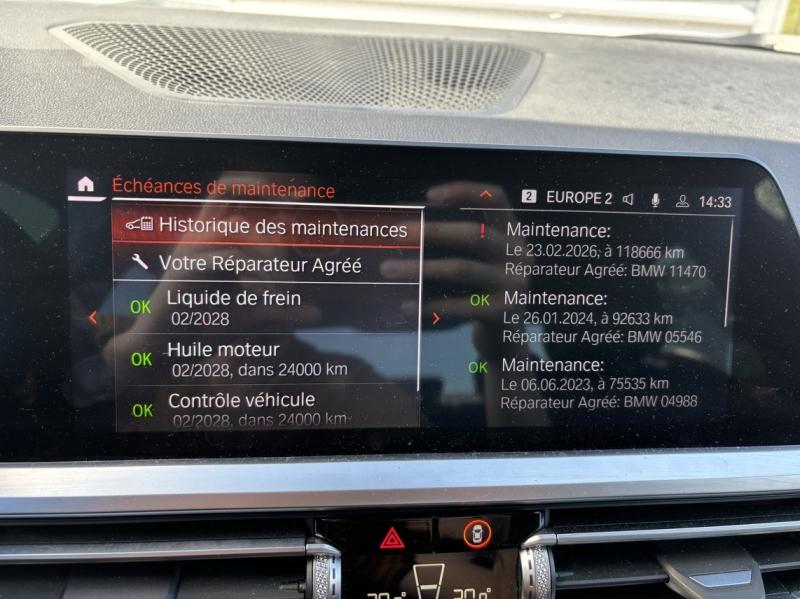 Échéances de maintenance
2 EUROPE 2 14:33
Historique des maintenances
Votre Réparateur Agréé
OK Liquide de frein
02/2028
OK Huile moteur
02/2028, dans 24000 km
OK Contrôle véhicule
02/2028, dans 24000 km
! Maintenance:
Le 23.02.2026, à 118666 km
Réparateur Agréé: BMW 11470
OK Maintenance:
Le 26.01.2024, à 92633 km
Réparateur Agréé: BMW 05546
OK Maintenance:
Le 06.06.2023, à 75535 km
Réparateur Agréé: BMW 04988